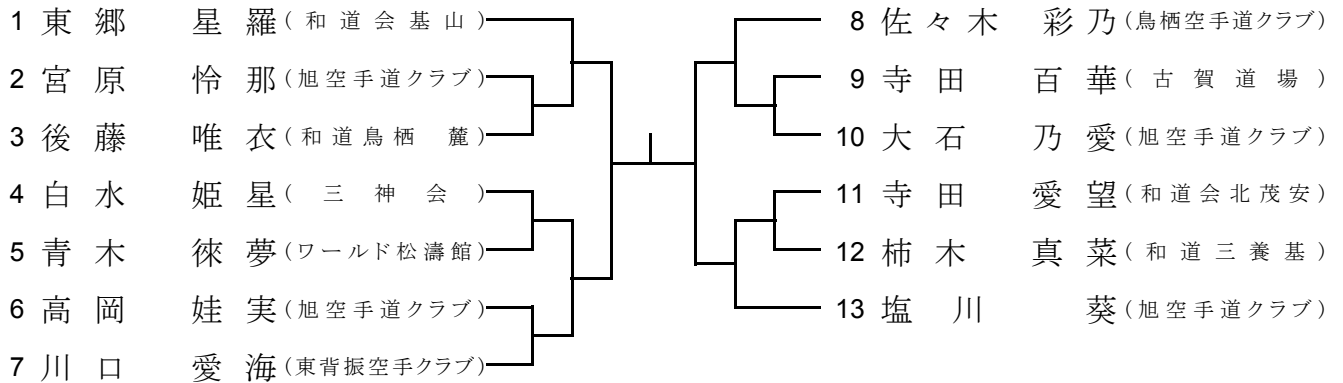 1 東郷 星羅 (和道会基山)
2 宮原 怜那 (旭空手道クラブ)
3 後藤 唯衣 (和道鳥栖 麓)
4 白水 姫星 (三神会)
5 青木 徠夢 (ワールド松濤館)
6 高岡 娃実 (旭空手道クラブ)
7 川口 愛海 (東背振空手クラブ)
8 佐々木 彩乃 (鳥栖空手道クラブ)
9 寺田 百華 (古賀道場)
10 大石 乃愛 (旭空手道クラブ)
11 寺田 愛望 (和道会北茂安)
12 柿木 真菜 (和道三養基)
13 塩川 葵 (旭空手道クラブ)